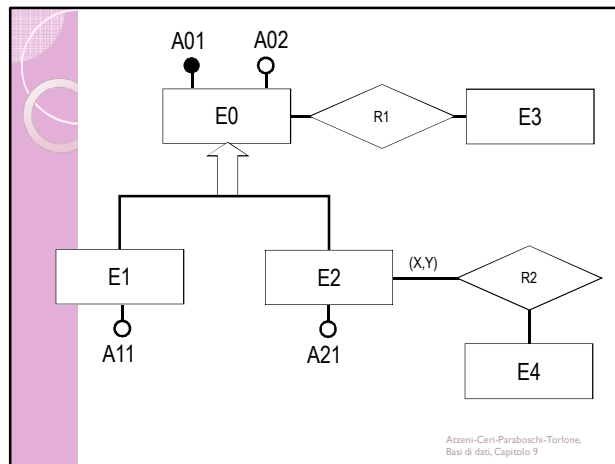 A01 A02
E0 R1 E3
E1 E2 (X,Y) R2
A11 A21
E4
Atzeni-Ceri-Paraboschi-Torlone,
Basi di dati, Capitolo 9